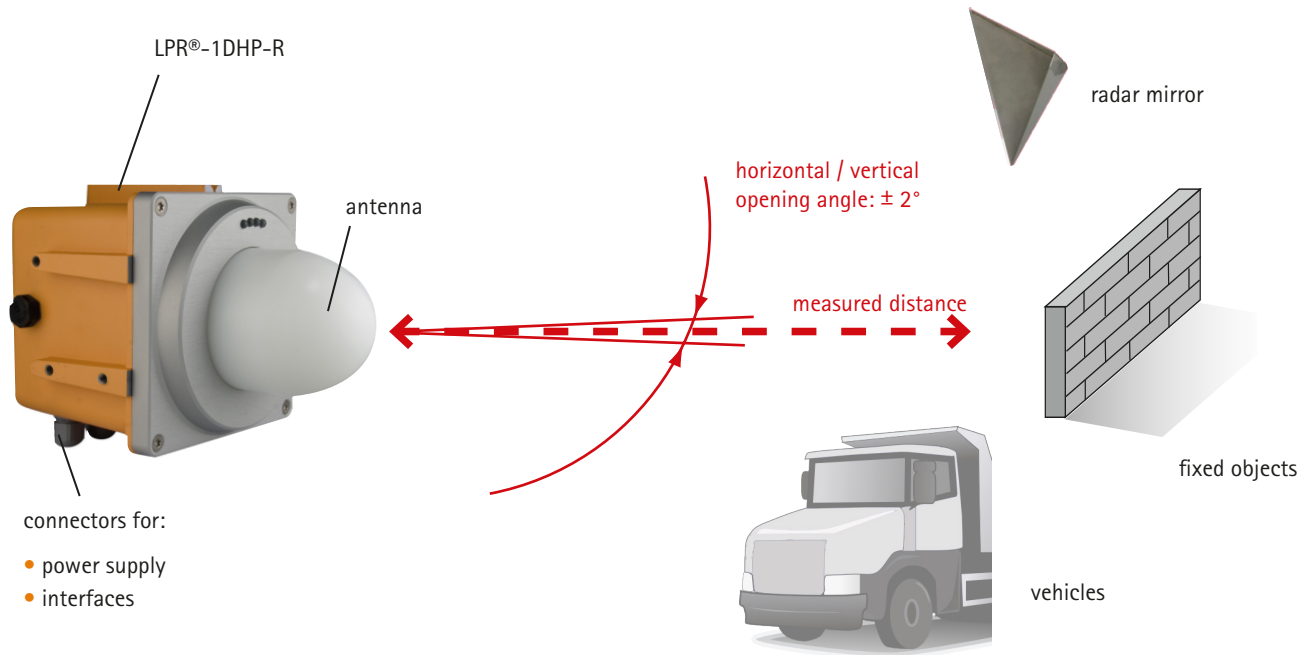 LPR®-1DHP-R
radar mirror
horizontal / vertical
opening angle: ± 2°
antenna
measured distance
fixed objects
connectors for:
• power supply
• interfaces
vehicles